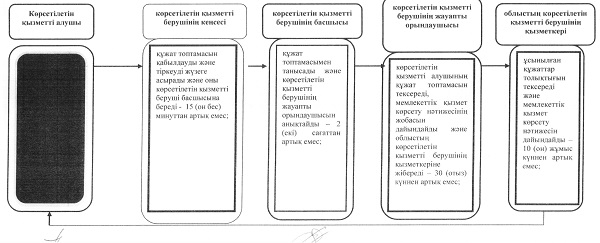 Көрсетілетін
қызметті алушы
көрсетілетін қызметті
берушінің кеңсесі
құжат топтамасын
қабылдауды және
тіркеуді жүзеге
асырады және оны
көрсетілетін қызметті
беруші басшысына
береді - 15 (он бес)
минуттан артық емес;
көрсетілетін қызметті
берушінің басшысы
құжат
топтамасымен
танысады және
көрсетілетін
қызметті
берушінің
жауапты
орындаушысын
анықтайды – 2
(екі) сағаттан
артық емес;
көрсетілетін қызметті
берушінің жауапты
орындаушысы
көрсетілетін
қызметті алушының
құжат топтамасын
тексереді,
мемлекеттік қызмет
көрсету нәтижесінің
жобасын
дайындайды және
облыстың
көрсетілетін
қызметті берушінің
қызметкеріне
жібереді – 30 (отыз)
күннен артық емес;
облыстың көрсетілетін
қызметті берушінің
қызметкері
ұсынылған
құжаттар
толықтығын
тексереді
және
мемлекеттік
қызмет
көрсету
нәтижесін
дайындайды –
10 (он) жұмыс
күннен артық
емес;